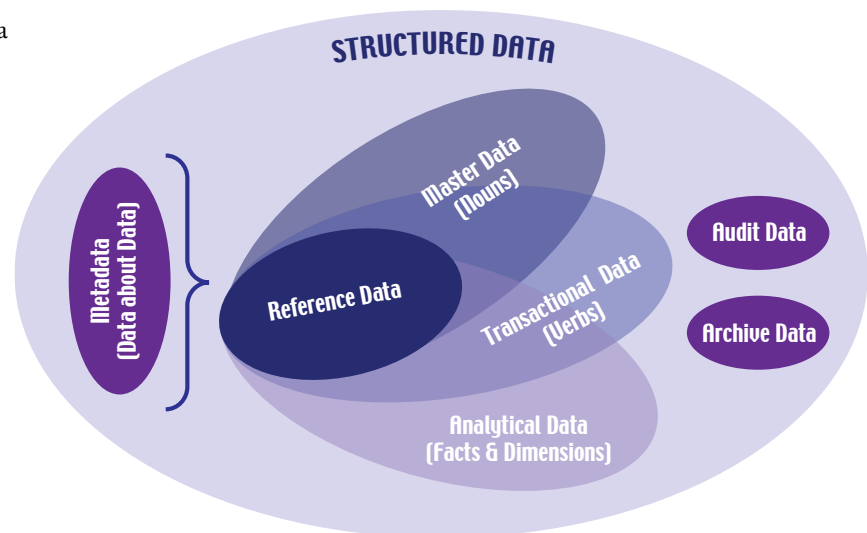 a
STRUCTURED DATA
Master Data
(Nouns)
Metadata
(Data about Data)
Audit Data
Reference Data
Transactional Data
(Verbs)
Archive Data
Analytical Data
(Facts & Dimensions)